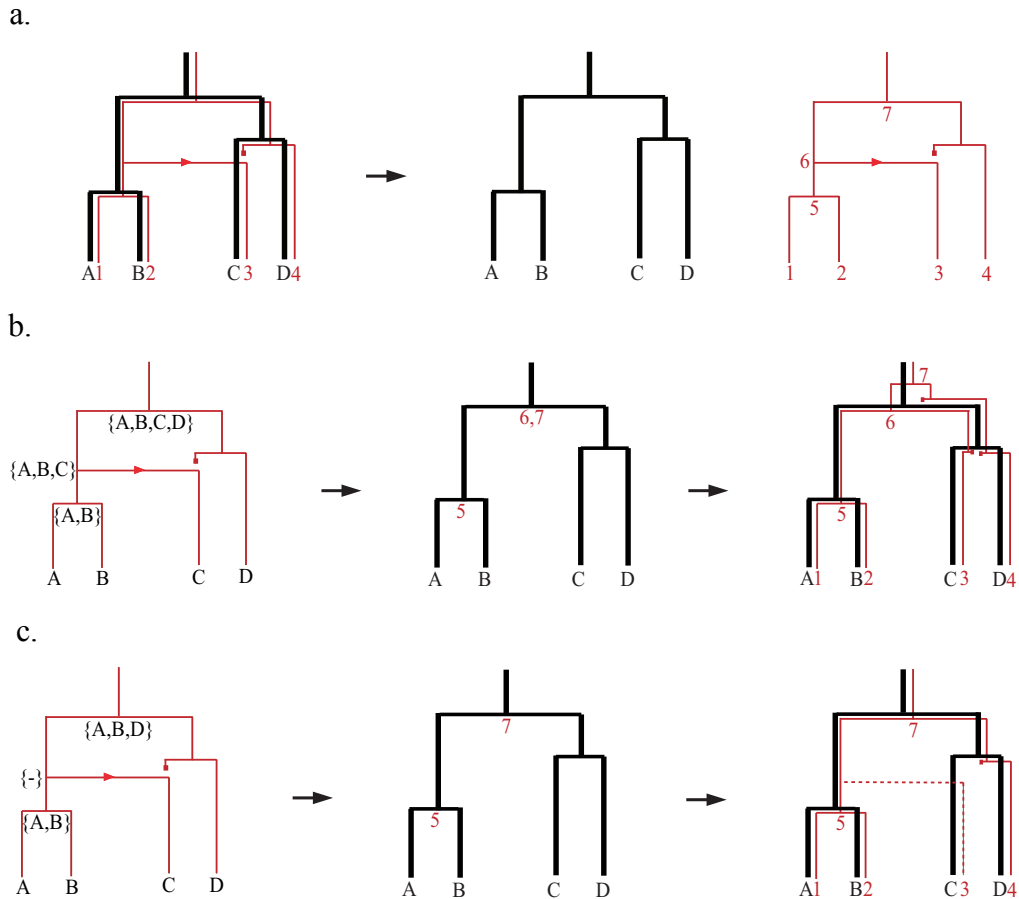 a.
7
6
5
A1 B2 C3 D4 A B C D 1 2 3 4
b.
7
{A,B,C,D} 6,7 6
{A,B,C}
{A,B} 5 5
A B C D A B C D A1 B2 C3 D4
c.
{A,B,D} 7 7
{-}
{A,B} 5 5
A B C D A B C D A1 B2 C3 D4